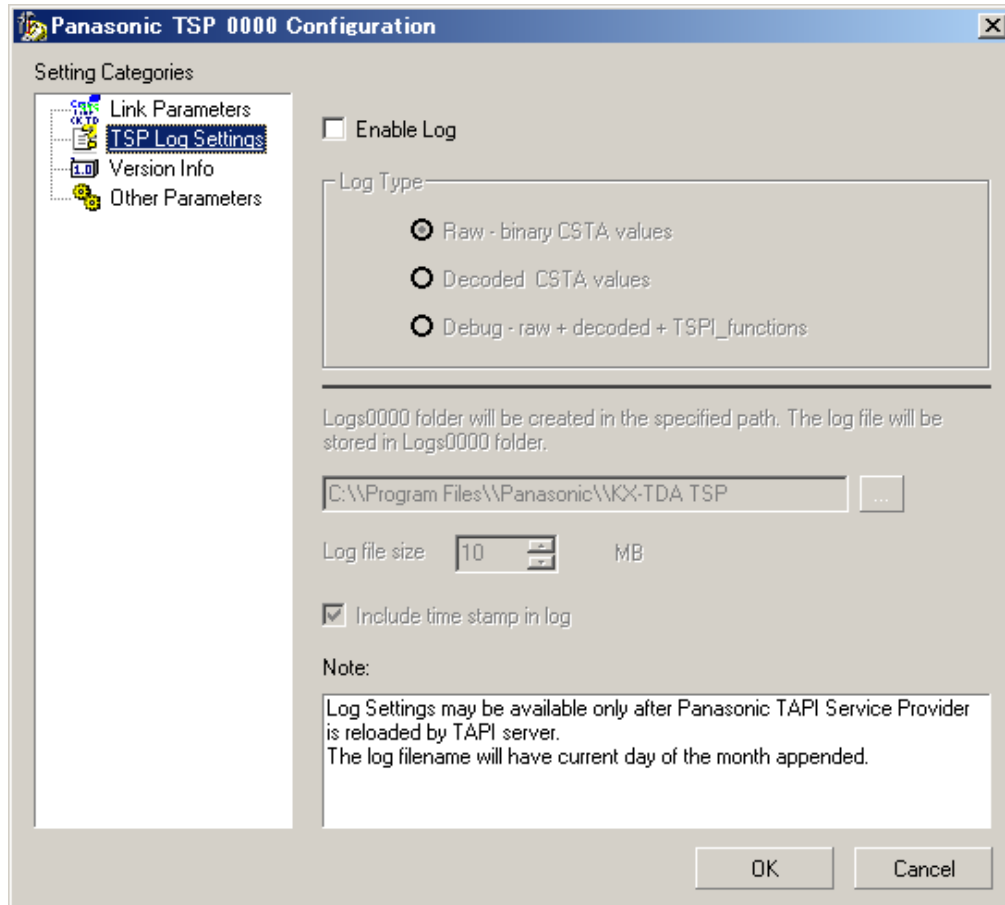 Panasonic TSP 0000 Configuration
Setting Categories
Link Parameters
TSP Log Settings
Version Info
Other Parameters
Enable Log
Log Type
Raw - binary CSTA values
Decoded CSTA values
Debug - raw + decoded + TSPI_functions
Logs0000 folder will be created in the specified path. The log file will be
stored in Logs0000 folder.
C:\\Program Files\\Panasonic\\KX-TDA TSP
...
Log file size 10 MB
Include time stamp in log
Note:
Log Settings may be available only after Panasonic TAPI Service Provider
is reloaded by TAPI server.
The log filename will have current day of the month appended.
OK Cancel